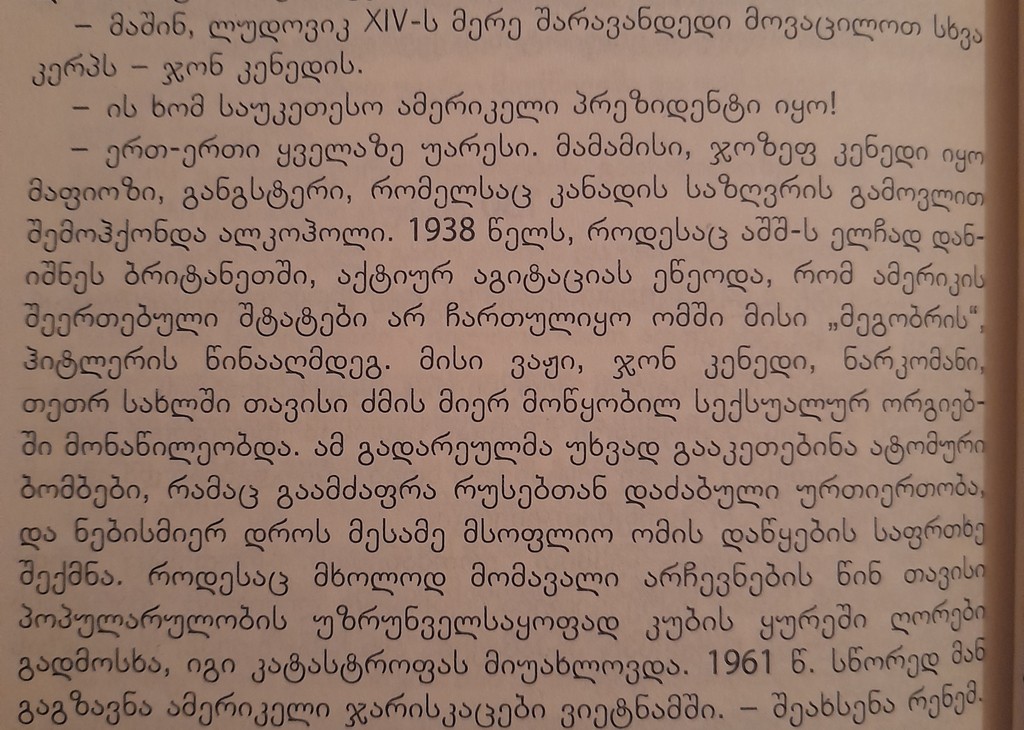 – მაშინ, ლუდოვიკ XIV-ს მერე შარავანდედი მოვაცილოთ სხვა
კერპს – ჯონ კენედის.
– ის ხომ საუკეთესო ამერიკელი პრეზიდენტი იყო!
– ერთ-ერთი ყველაზე უარესი. მამამისი, ჯოზეფ კენედი იყო
მაფიოზი, განგსტერი, რომელსაც კანადის საზღვრის გამოვლით
შემოჰქონდა ალკოჰოლი. 1938 წელს, როდესაც აშშ-ს ელჩად დან-
იშნეს ბრიტანეთში, აქტიურ აგიტაციას ეწეოდა, რომ ამერიკის
შეერთებული შტატები არ ჩართულიყო ომში მისი „მეგობრის“,
ჰიტლერის წინააღმდეგ. მისი ვაჟი, ჯონ კენედი, ნარკომანი,
თეთრ სახლში თავისი ძმის მიერ მოწყობილ სექსუალურ ორგიებ-
ში მონაწილეობდა. ამ გადარეულმა უხვად გააკეთებინა ატომური
ბომბები, რამაც გაამძაფრა რუსებთან დაძაბული ურთიერთობა,
და ნებისმიერ დროს მესამე მსოფლიო ომის დაწყების საფრთხე
შექმნა. როდესაც მხოლოდ მომავალი არჩევნების წინ თავისი
პოპულარულობის უზრუნველსაყოფად კუბის ყურეში ღორები
გადმოსხა, იგი კატასტროფას მიუახლოვდა. 1961 წ. სწორედ მან
გაგზავნა ამერიკელი ჯარისკაცები ვიეტნამში. – შეახსენა რენემ.